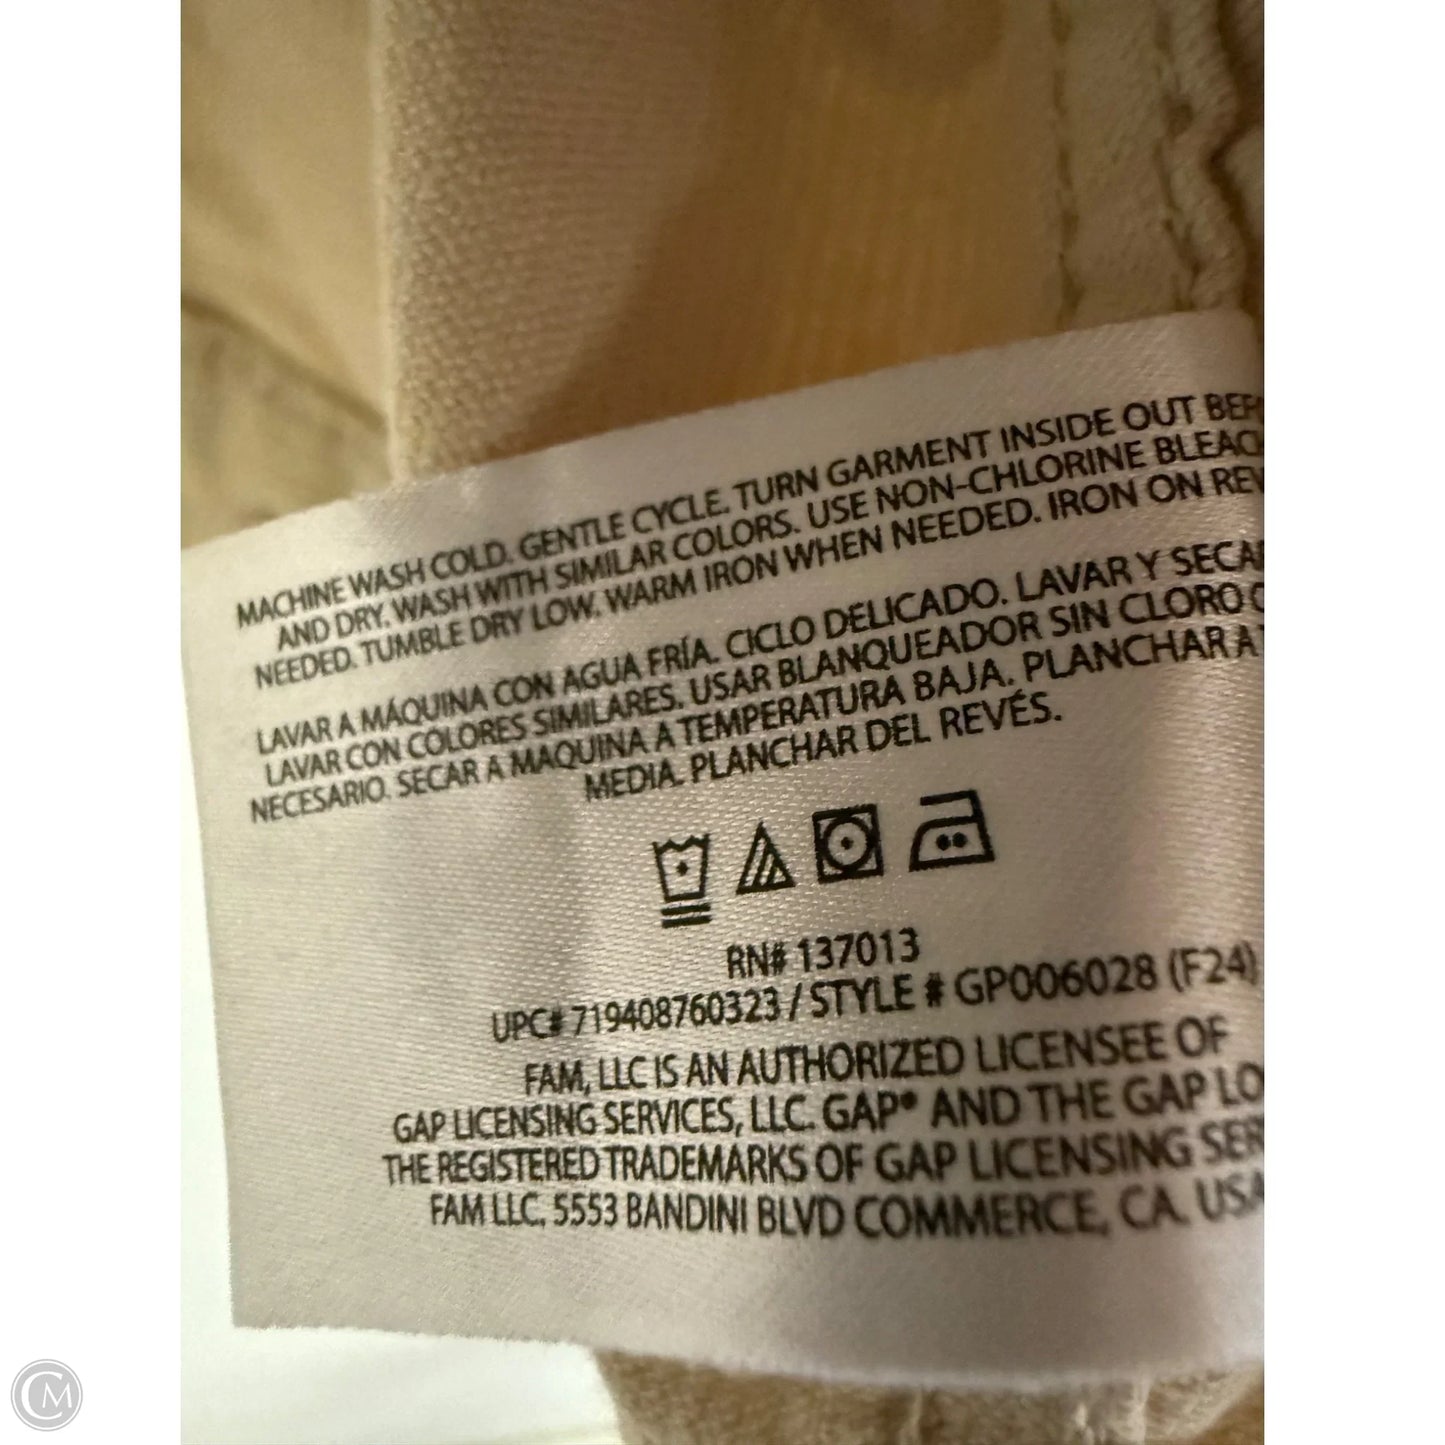 MACHINE WASH COLD. GENTLE CYCLE. TURN GARMENT INSIDE OUT
AND DRY. WASH WITH SIMILAR COLORS. USE NON-CHLORINE
NEEDED. TUMBLE DRY LOW. WARM IRON WHEN NEEDED. IRON ON
LAVAR A MÁQUINA CON AGUA FRÍA. CICLO DELICADO. LAVAR Y
LAVAR CON COLORES SIMILARES. USAR BLANQUEADOR SIN CLORO
NECESARIO. SECAR A MAQUINA A TEMPERATURA BAJA. PLANCHAR A
MEDIA. PLANCHAR DEL REVÉS.
RN# 137013
UPC# 719408760323 / STYLE # GP006028 (F24)
FAM, LLC IS AN AUTHORIZED LICENSEE OF
GAP LICENSING SERVICES, LLC. GAP® AND THE GAP
THE REGISTERED TRADEMARKS OF GAP LICENSING
FAM LLC, 5553 BANDINI BLVD COMMERCE, CA. USA
CM